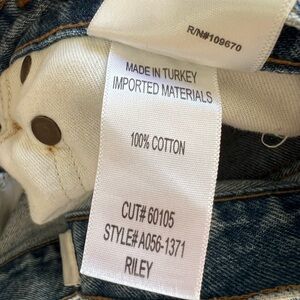 R/N#109670
MADE IN TURKEY
IMPORTED MATERIALS
100% COTTON
CUT# 60105
STYLE# A056-1371
RILEY